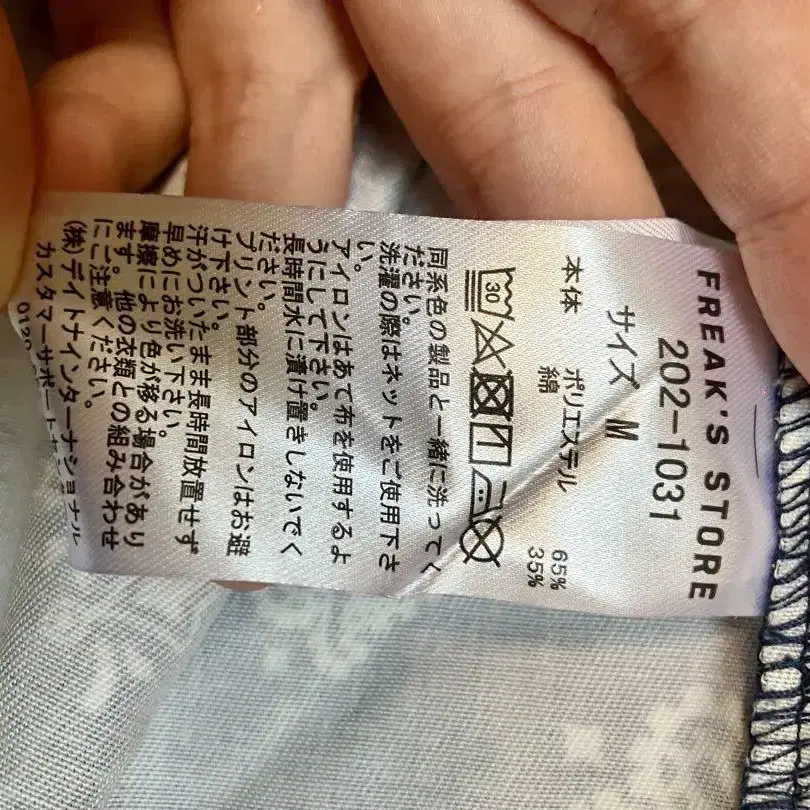 FREAK'S STORE
202-1031
サイズ M
本体 ポリエステル 65%
綿 35%
30
同系色の製品と一緒に洗ってく
ださい。
洗濯の際はネットをご使用下さ
い。
アイロンはあて布を使用するよ
うにして下さい。
長時間水に漬け置きしないでく
ださい。
プリント部分のアイロンはお避
け下さい。
汗がついたまま長時間放置せず
早めにお洗い下さい。
摩擦により色が移る場合があり
ます。他の衣類との組み合わせ
にご注意ください。
(株)デイトナインターナショナル
カスタマーサポート